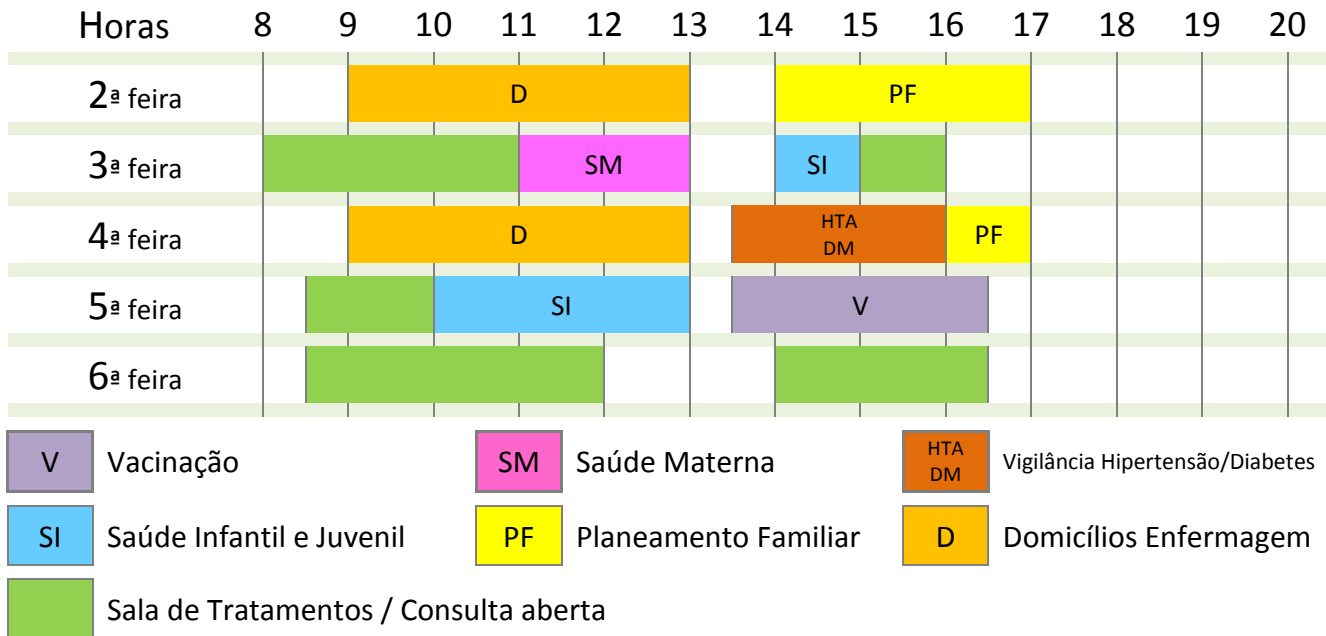 Horas 8 9 10 11 12 13 14 15 16 17 18 19 20
2ª feira D PF
3ª feira SM SI
4ª feira D HTA DM PF
5ª feira SI V
6ª feira
V Vacinação SM Saúde Materna HTA DM Vigilância Hipertensão/Diabetes
SI Saúde Infantil e Juvenil PF Planeamento Familiar D Domicílios Enfermagem
Sala de Tratamentos / Consulta aberta